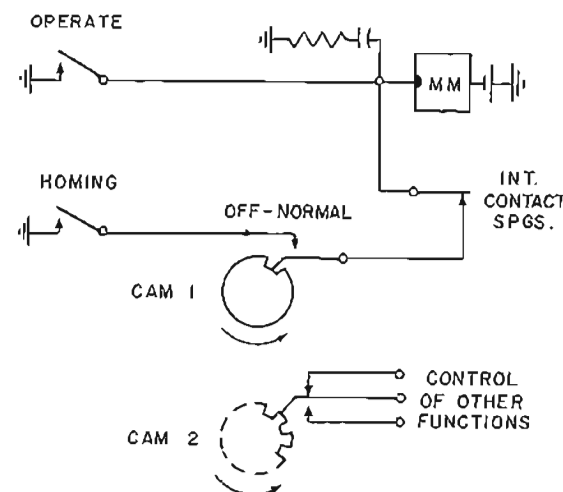 OPERATE
MM
HOMING
OFF-NORMAL
INT.
CONTACT
SPGS.
CAM 1
CAM 2
CONTROL
OF OTHER
FUNCTIONS